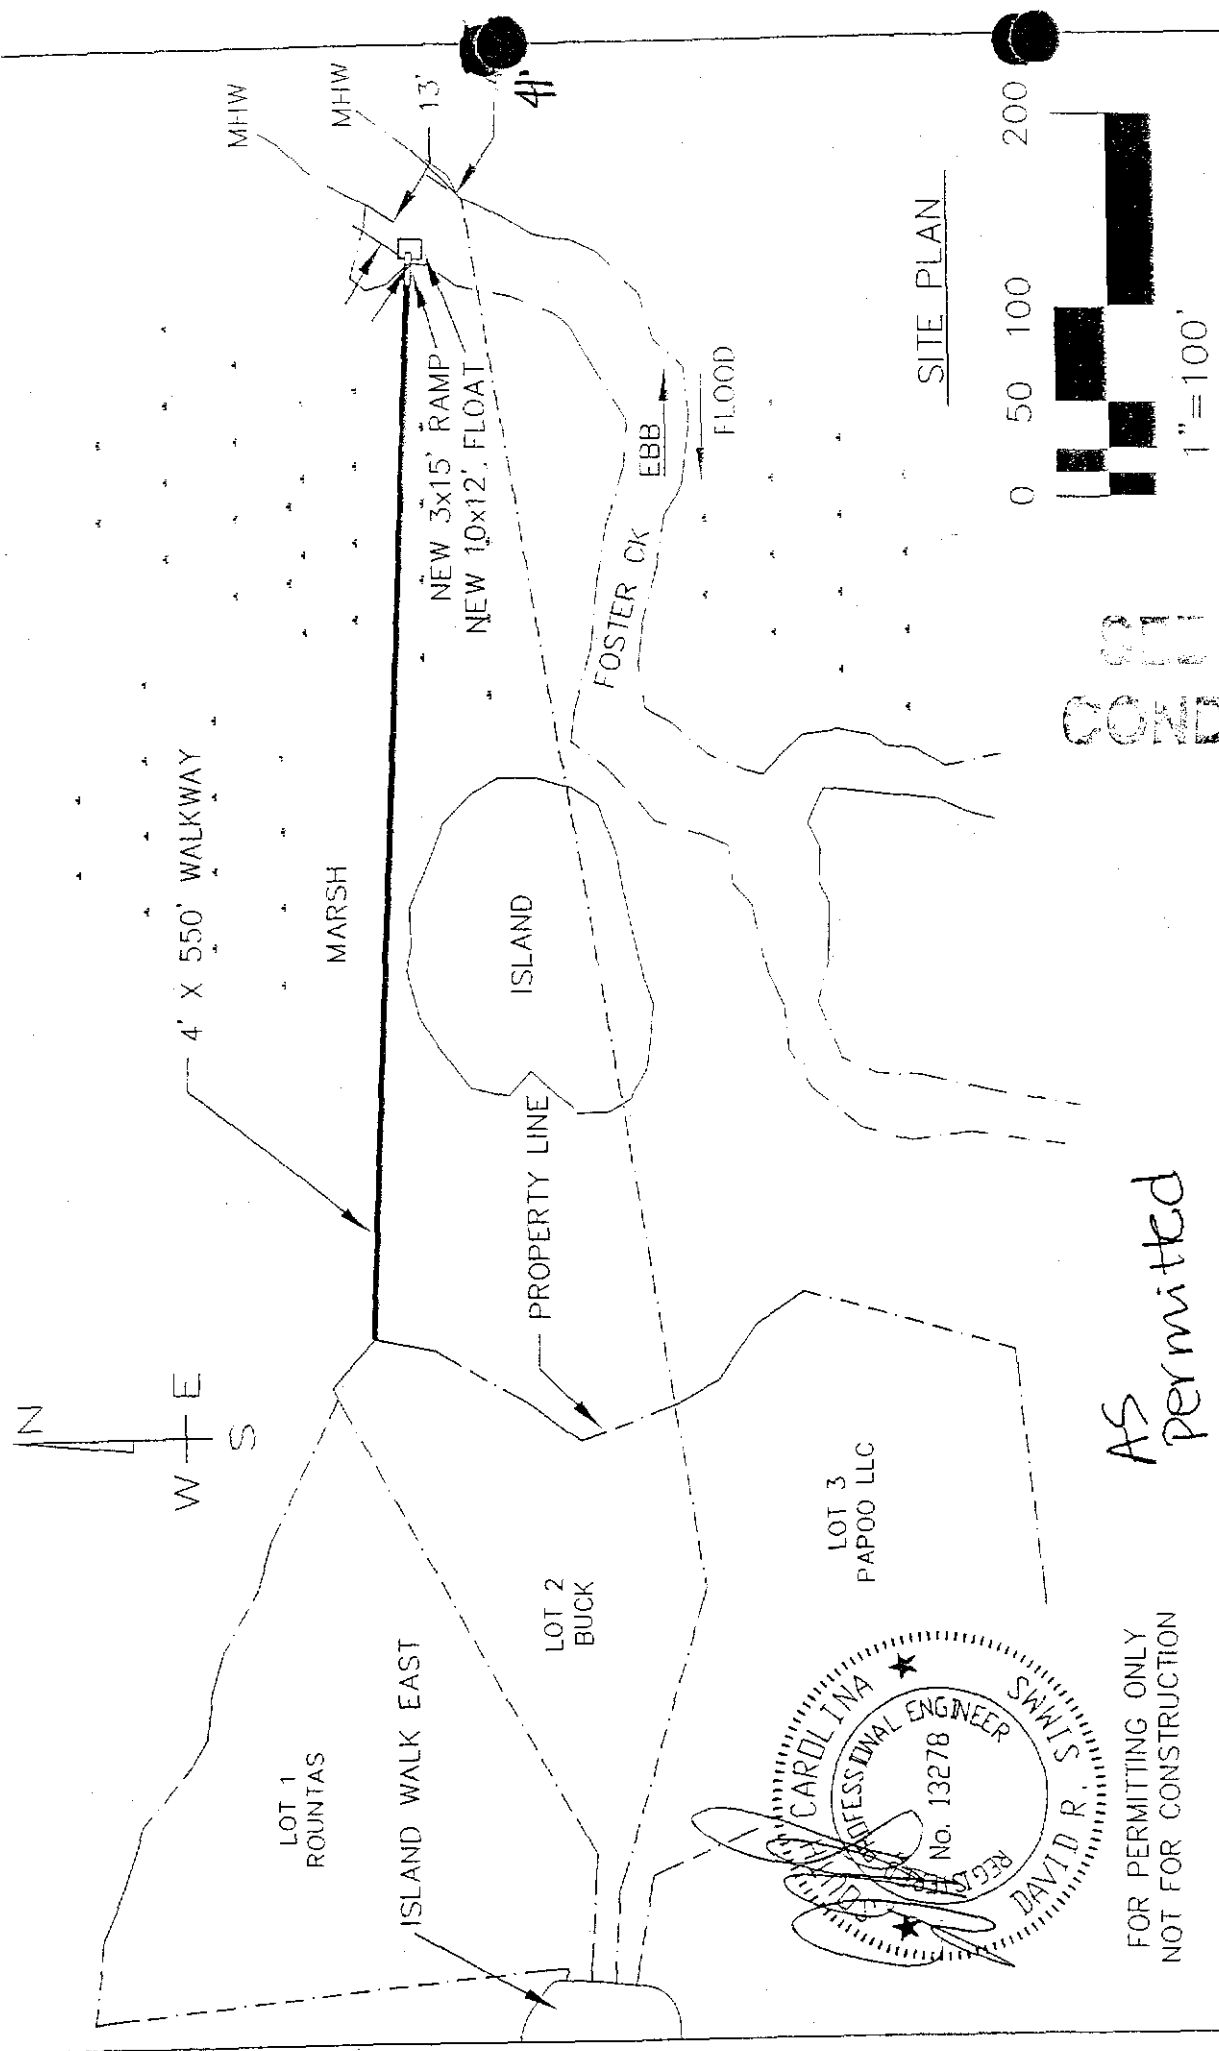 N
W
E
S
4' X 550' WALKWAY
MHW
MHW
13'
41'
MARSH
NEW 3x15' RAMP
NEW 10x12' FLOAT
ISLAND
PROPERTY LINE
FOSTER CK
EBB
FLOOD
LOT 1
ROUNTAS
ISLAND WALK EAST
LOT 2
BUCK
LOT 3
PAPOO LLC
SITE PLAN
0 50 100 200
1"=100'
CAROLINA
PROFESSIONAL ENGINEER
No. 13278
DAVID R. SIMMS
FOR PERMITTING ONLY
NOT FOR CONSTRUCTION
AS
permitted
COND